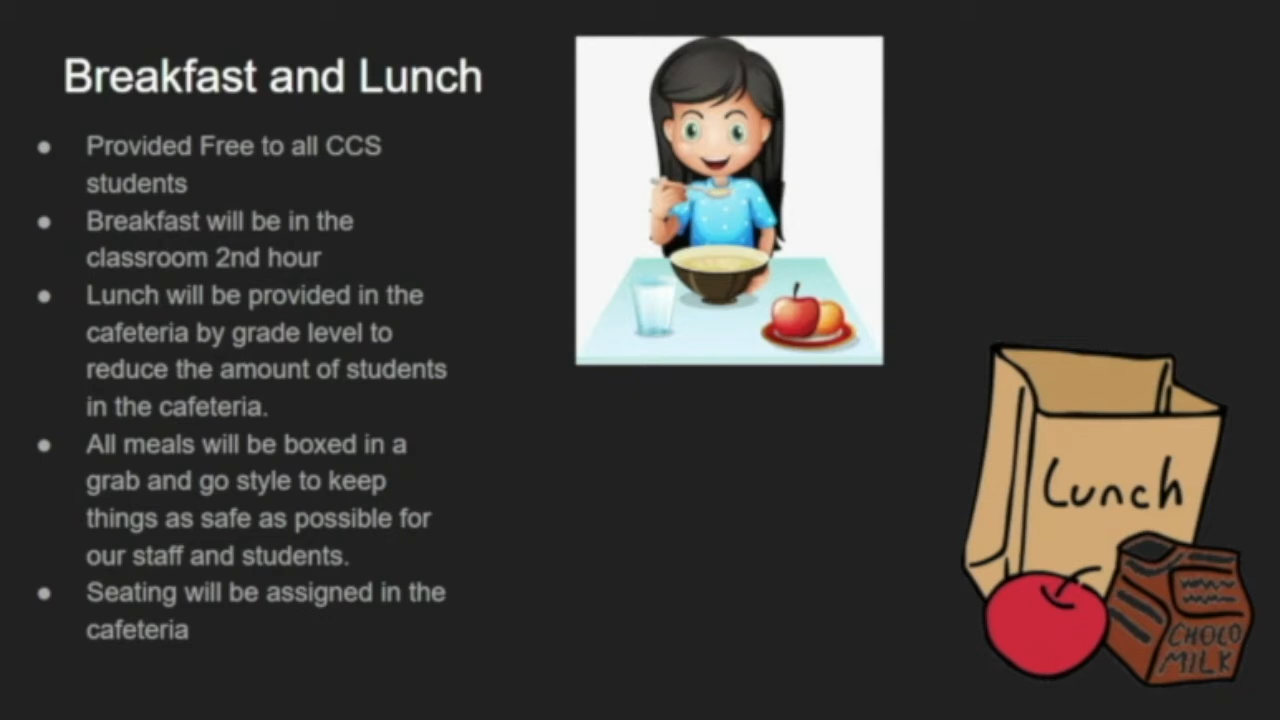 Breakfast and Lunch
● Provided Free to all CCS
students
● Breakfast will be in the
classroom 2nd hour
● Lunch will be provided in the
cafeteria by grade level to
reduce the amount of students
in the cafeteria.
● All meals will be boxed in a
grab and go style to keep
things as safe as possible for
our staff and students.
● Seating will be assigned in the
cafeteria
Lunch
CHOCO
MILK